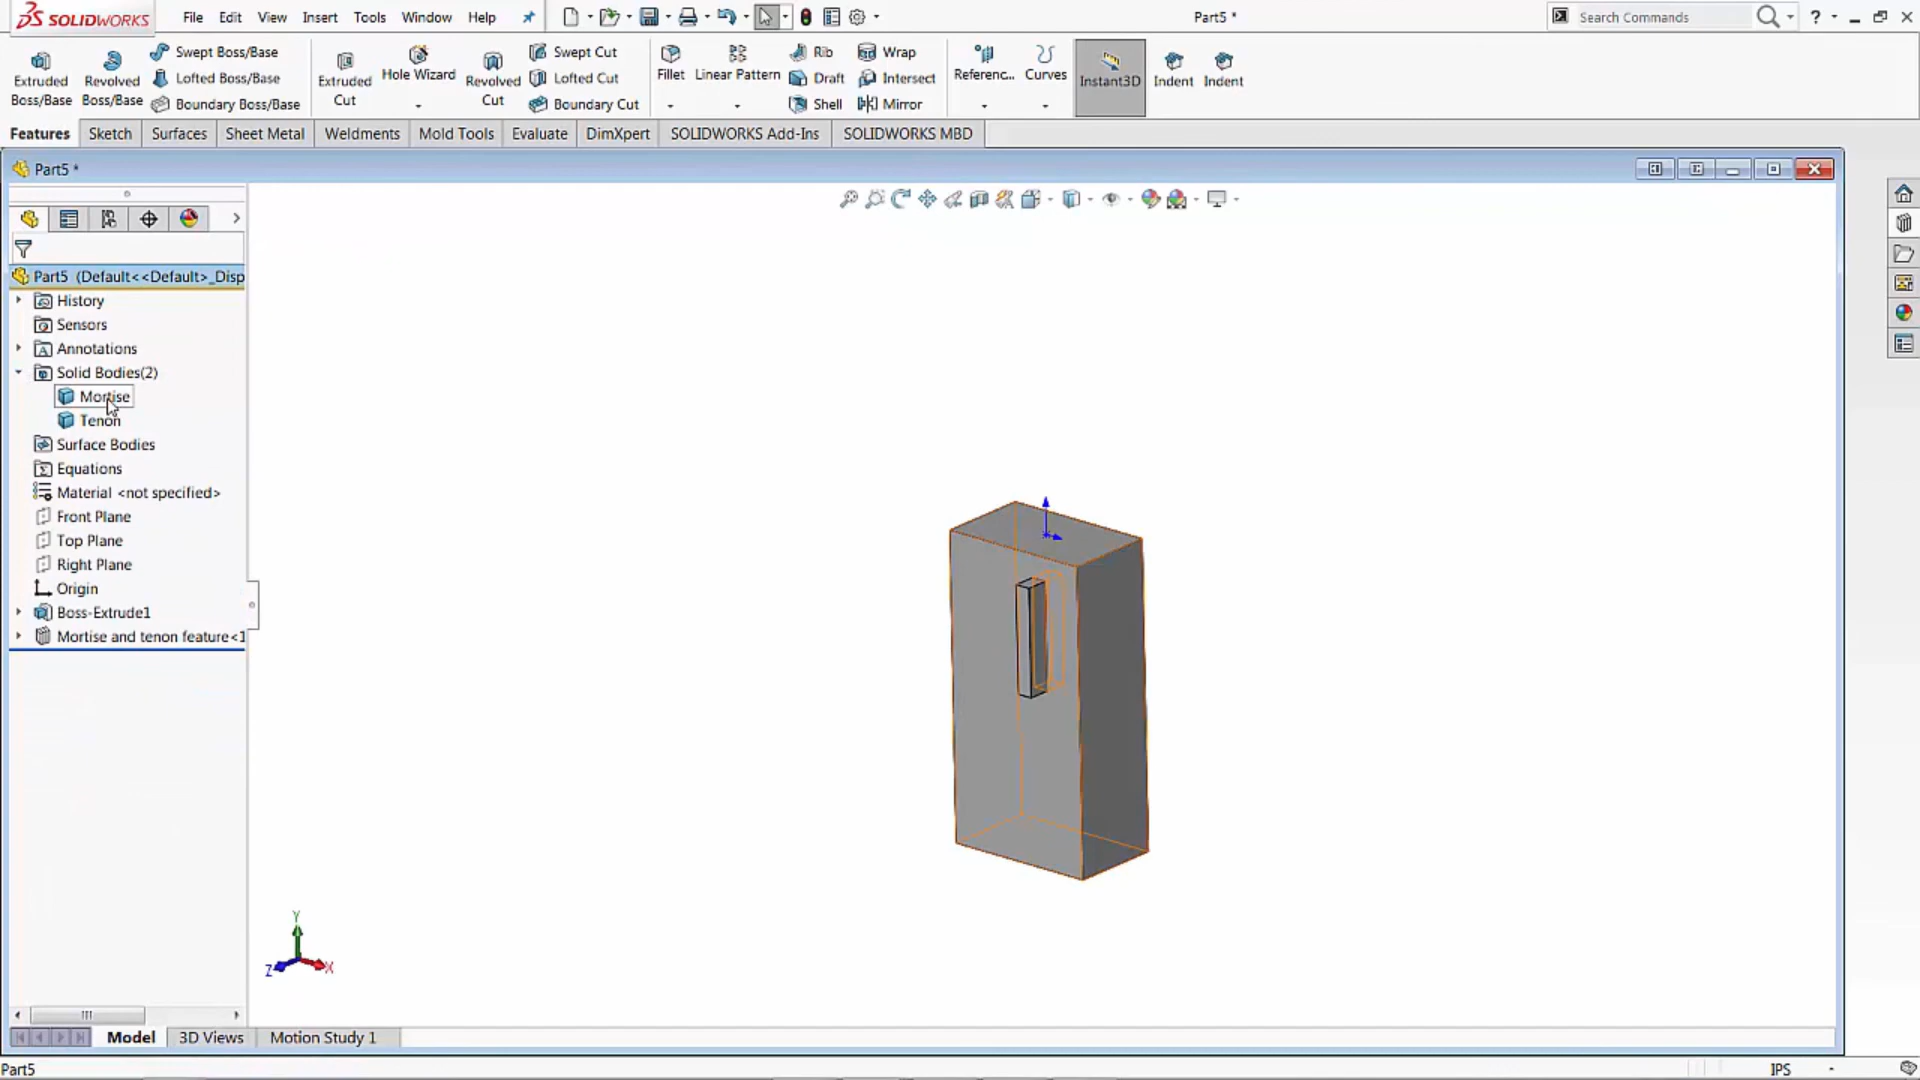 SOLIDWORKS File Edit View Insert Tools Window Help Part5 * Search Commands ?
Extruded Boss/Base
Revolved Boss/Base
Swept Boss/Base
Lofted Boss/Base
Boundary Boss/Base
Extruded Cut
Hole Wizard
Revolved Cut
Swept Cut
Lofted Cut
Boundary Cut
Fillet
Linear Pattern
Rib
Draft
Shell
Wrap
Intersect
Mirror
Referenc...
Curves
Instant3D
Indent
Indent
Features Sketch Surfaces Sheet Metal Weldments Mold Tools Evaluate DimXpert SOLIDWORKS Add-Ins SOLIDWORKS MBD
Part5 *
Part5 (Default<<Default>_Disp
History
Sensors
Annotations
Solid Bodies(2)
Mortise
Tenon
Surface Bodies
Equations
Material <not specified>
Front Plane
Top Plane
Right Plane
Origin
Boss-Extrude1
Mortise and tenon feature<1
Y
Z X
Model 3D Views Motion Study 1
Part5 IPS